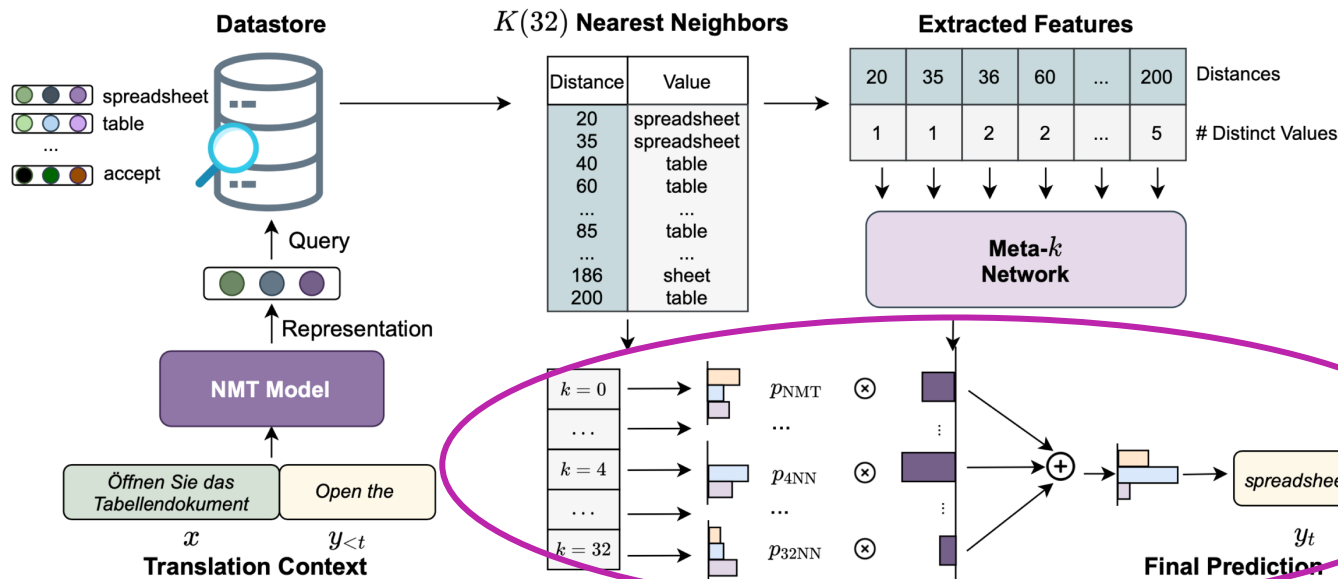 Datastore
K(32) Nearest Neighbors
Extracted Features
spreadsheet
table
...
accept
Distance Value
20 spreadsheet
35 spreadsheet
40 table
60 table
... ...
85 table
... ...
186 sheet
200 table
20 35 36 60 ... 200 Distances
1 1 2 2 ... 5 # Distinct Values
Meta-k
Network
Query
Representation
NMT Model
Öffnen Sie das
Tabellendokument
Open the
x
y<t
Translation Context
k = 0
...
k = 4
...
k = 32
pNMT ⊗
... ...
p4NN ⊗
... ...
p32NN ⊗
+
yt
Final Prediction